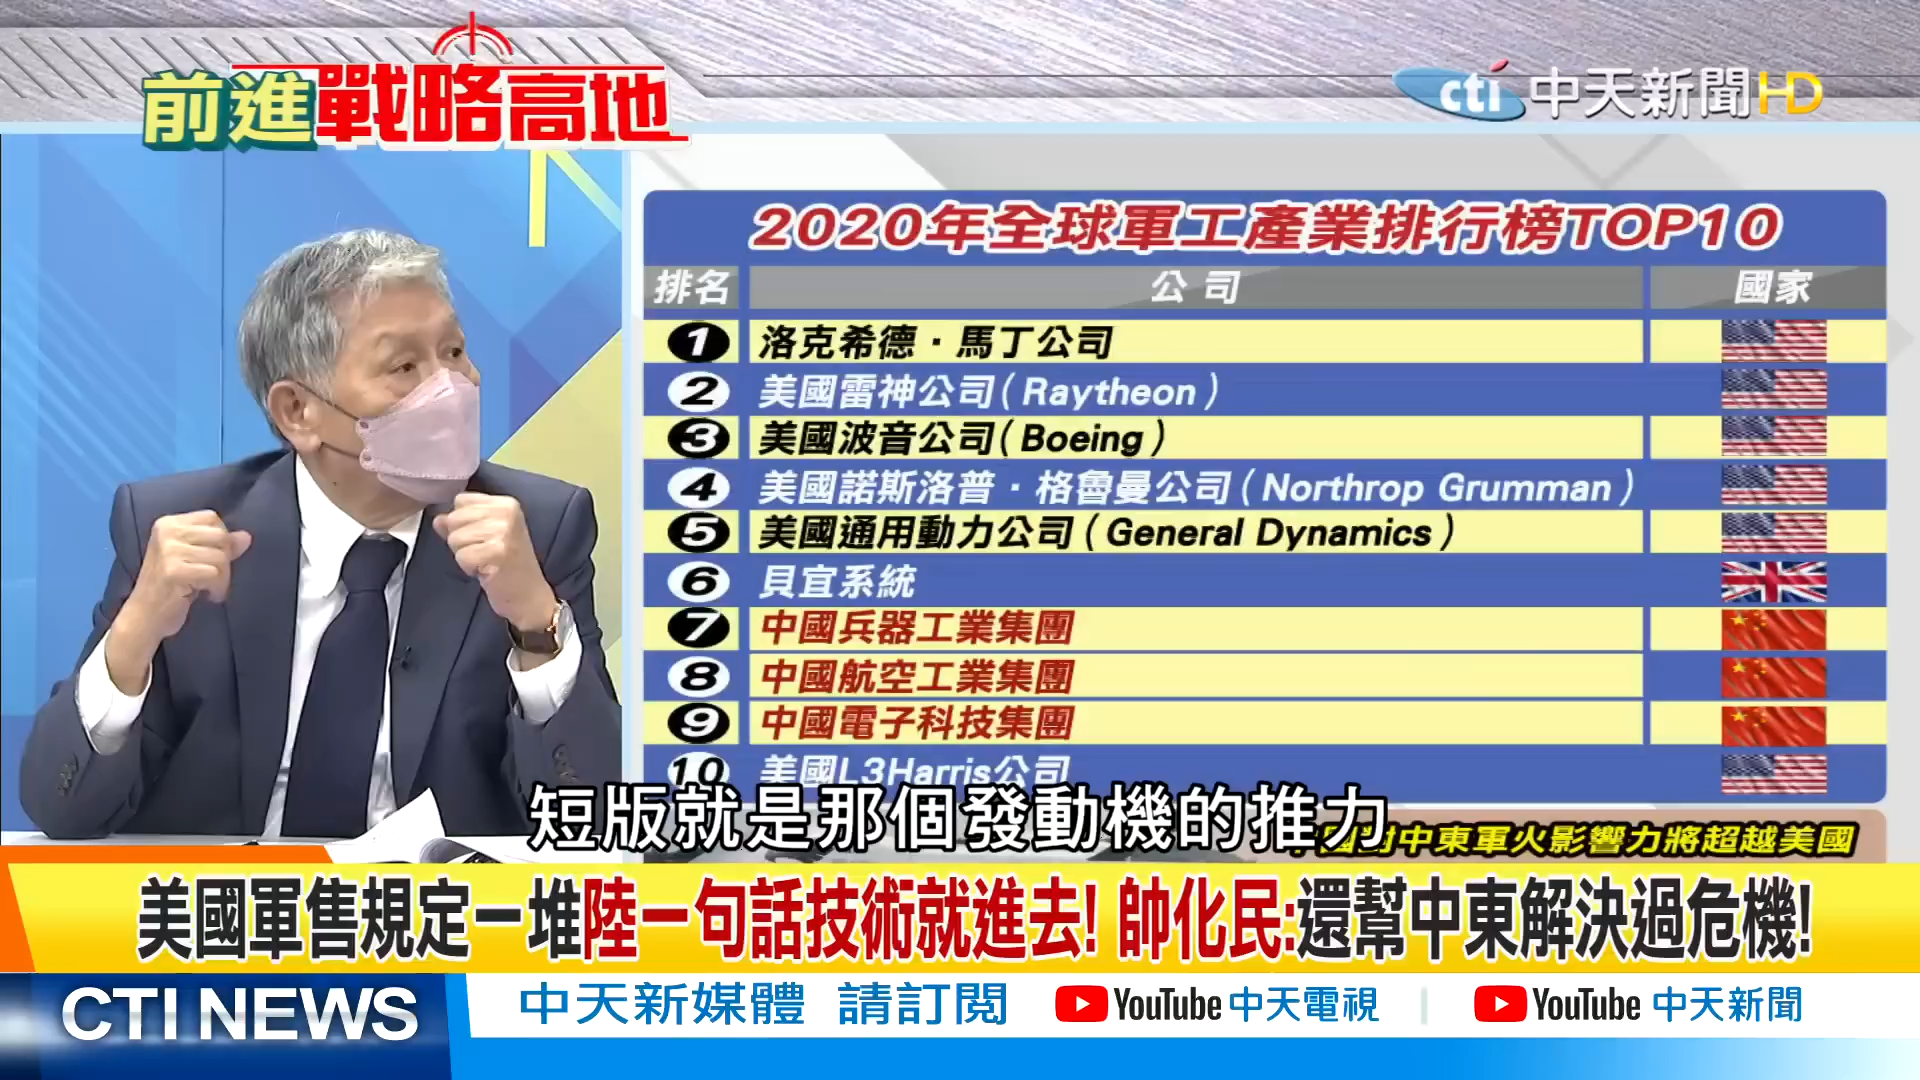 前進戰略高地
cti 中天新聞HD
2020年全球軍工產業排行榜TOP10
排名 公司 國家
1 洛克希德·馬丁公司
2 美國雷神公司(Raytheon)
3 美國波音公司(Boeing)
4 美國諾斯洛普·格魯曼公司(Northrop Grumman)
5 美國通用動力公司(General Dynamics)
6 貝宜系統
7 中國兵器工業集團
8 中國航空工業集團
9 中國電子科技集團
10 美國L3Harris公司
短版就是那個發動機的推力
中東軍火影響力將超越美國
美國軍售規定一堆陸一句話技術就進去! 帥化民:還幫中東解決過危機!
CTI NEWS 中天新媒體 請訂閱 YouTube 中天電視 YouTube 中天新聞